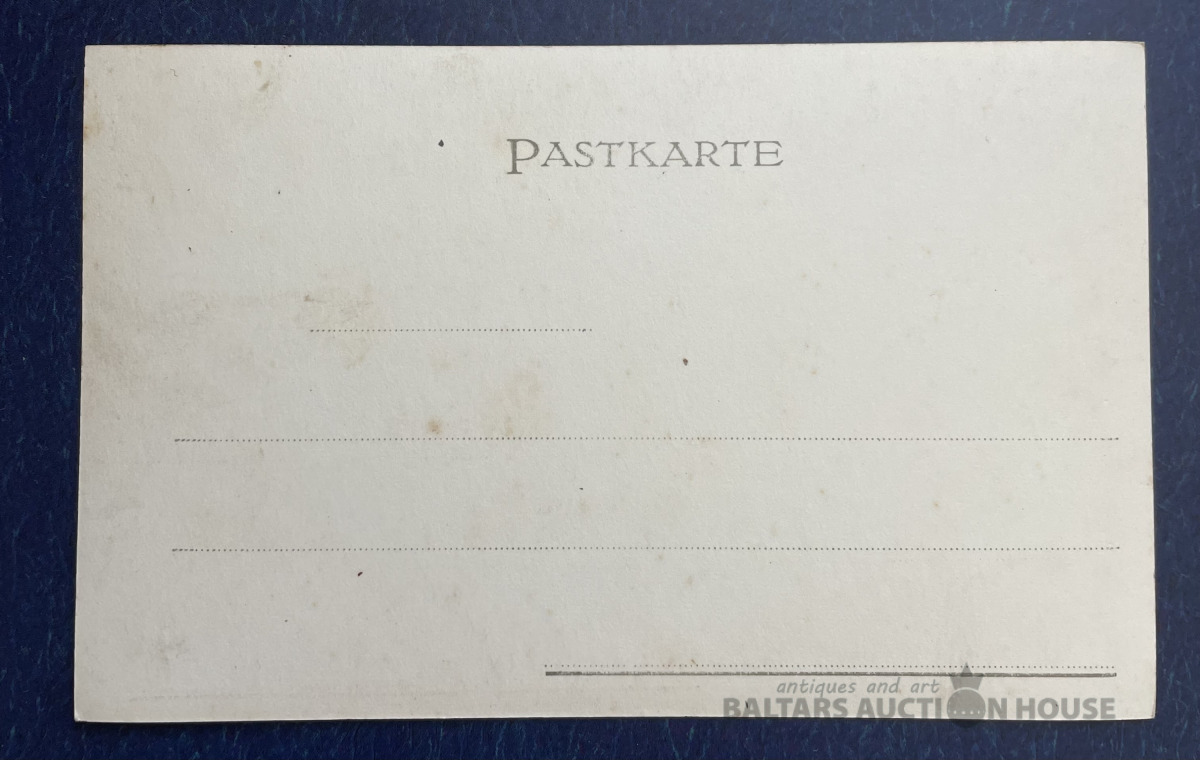 PASTKARTE
antiques and art
BALTARS AUCTION HOUSE